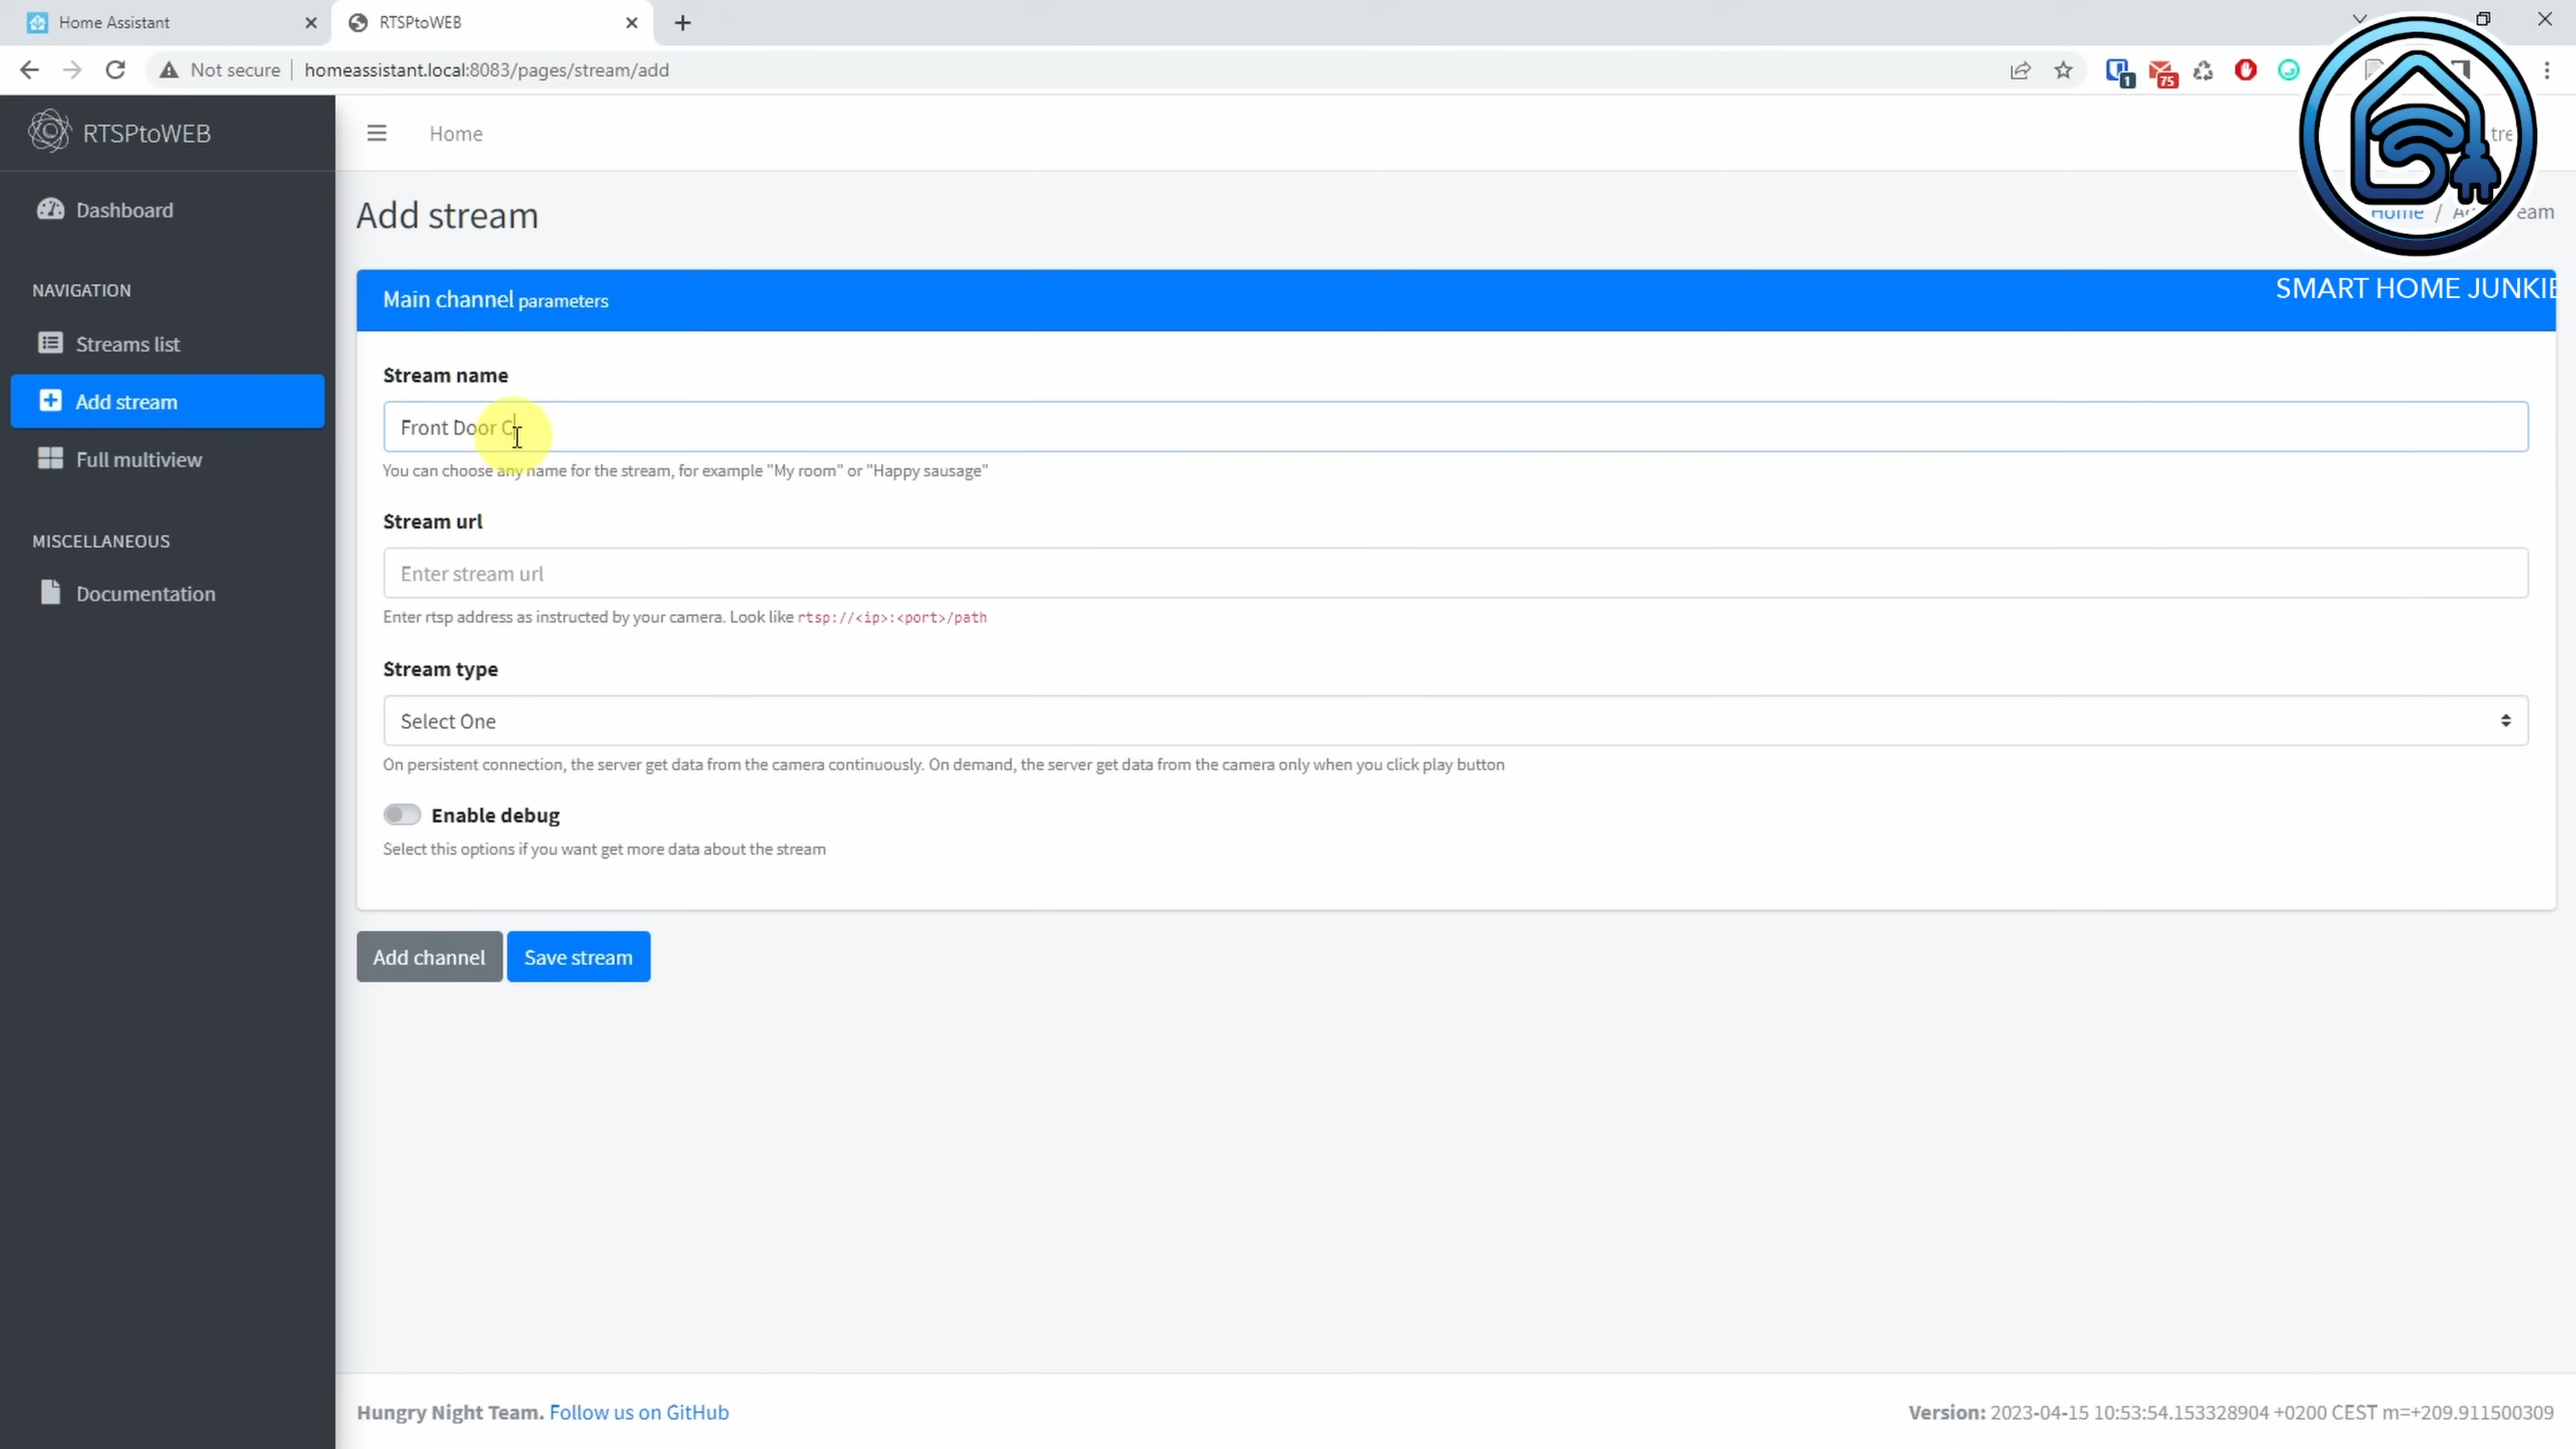 Home Assistant
RTSPtoWEB
Not secure
homeassistant.local:8083/pages/stream/add
1
75
RTSPtoWEB
Home
Dashboard
Add stream
Home /
SMART HOME JUNKIE
NAVIGATION
Main channel parameters
Streams list
Stream name
Add stream
Front Door C
Full multiview
You can choose any name for the stream, for example "My room" or "Happy sausage"
Stream url
MISCELLANEOUS
Enter stream url
Documentation
Enter rtsp address as instructed by your camera. Look like rtsp://<ip>:<port>/path
Stream type
Select One
On persistent connection, the server get data from the camera continuously. On demand, the server get data from the camera only when you click play button
Enable debug
Select this options if you want get more data about the stream
Add channel
Save stream
Hungry Night Team. Follow us on GitHub
Version: 2023-04-15 10:53:54.153328904 +0200 CEST m=+209.911500309